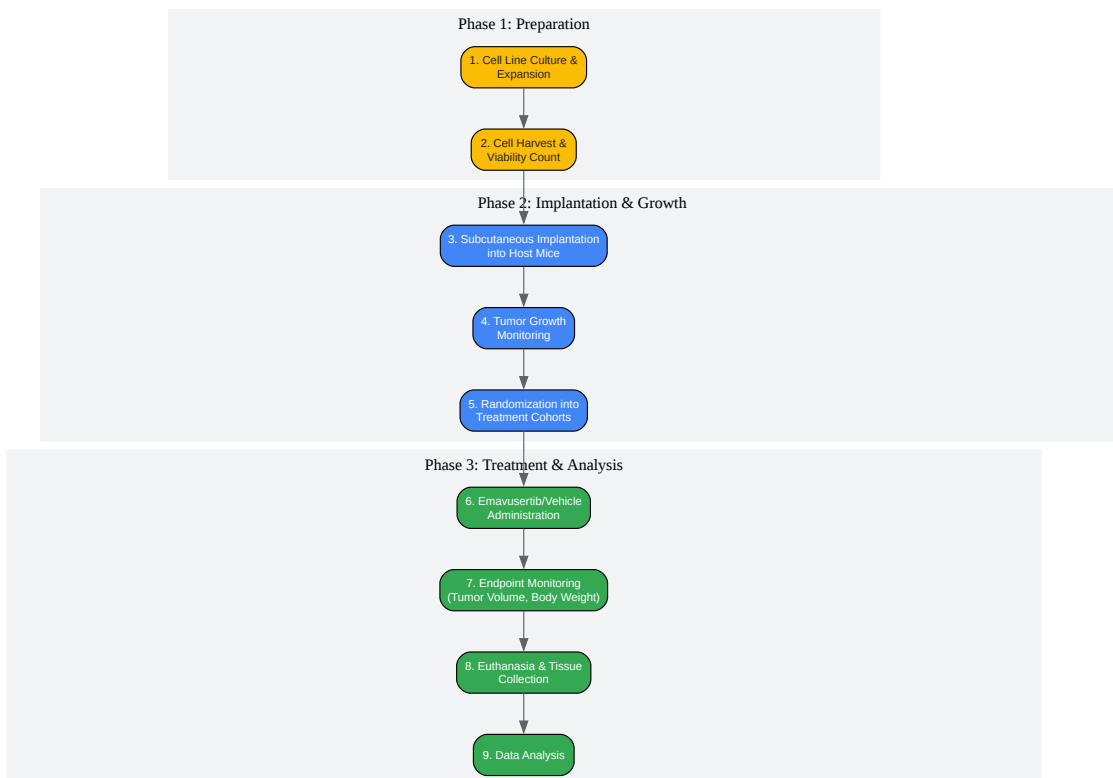 Phase 1: Preparation
1. Cell Line Culture &
Expansion
2. Cell Harvest &
Viability Count
Phase 2: Implantation & Growth
3. Subcutaneous Implantation
into Host Mice
4. Tumor Growth
Monitoring
5. Randomization into
Treatment Cohorts
Phase 3: Treatment & Analysis
6. Emavusertib/Vehicle
Administration
7. Endpoint Monitoring
(Tumor Volume, Body Weight)
8. Euthanasia & Tissue
Collection
9. Data Analysis